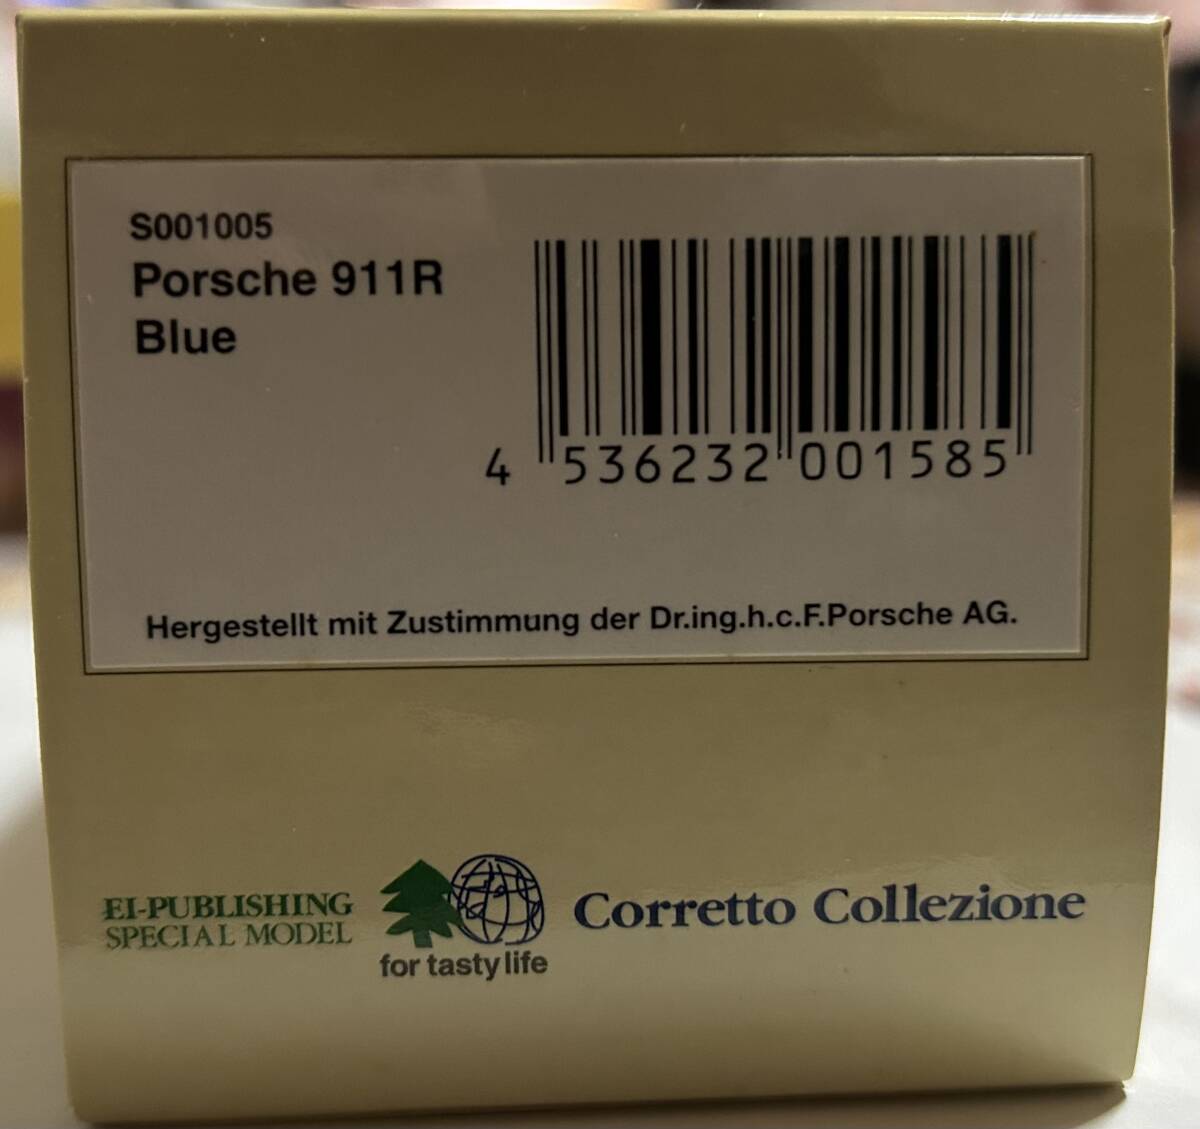 S001005
Porsche 911R
Blue
4 536232 001585
Hergestellt mit Zustimmung der Dr.ing.h.c.F.Porsche AG.
EI-PUBLISHING
SPECIAL MODEL
for tasty life
Corretto Collezione